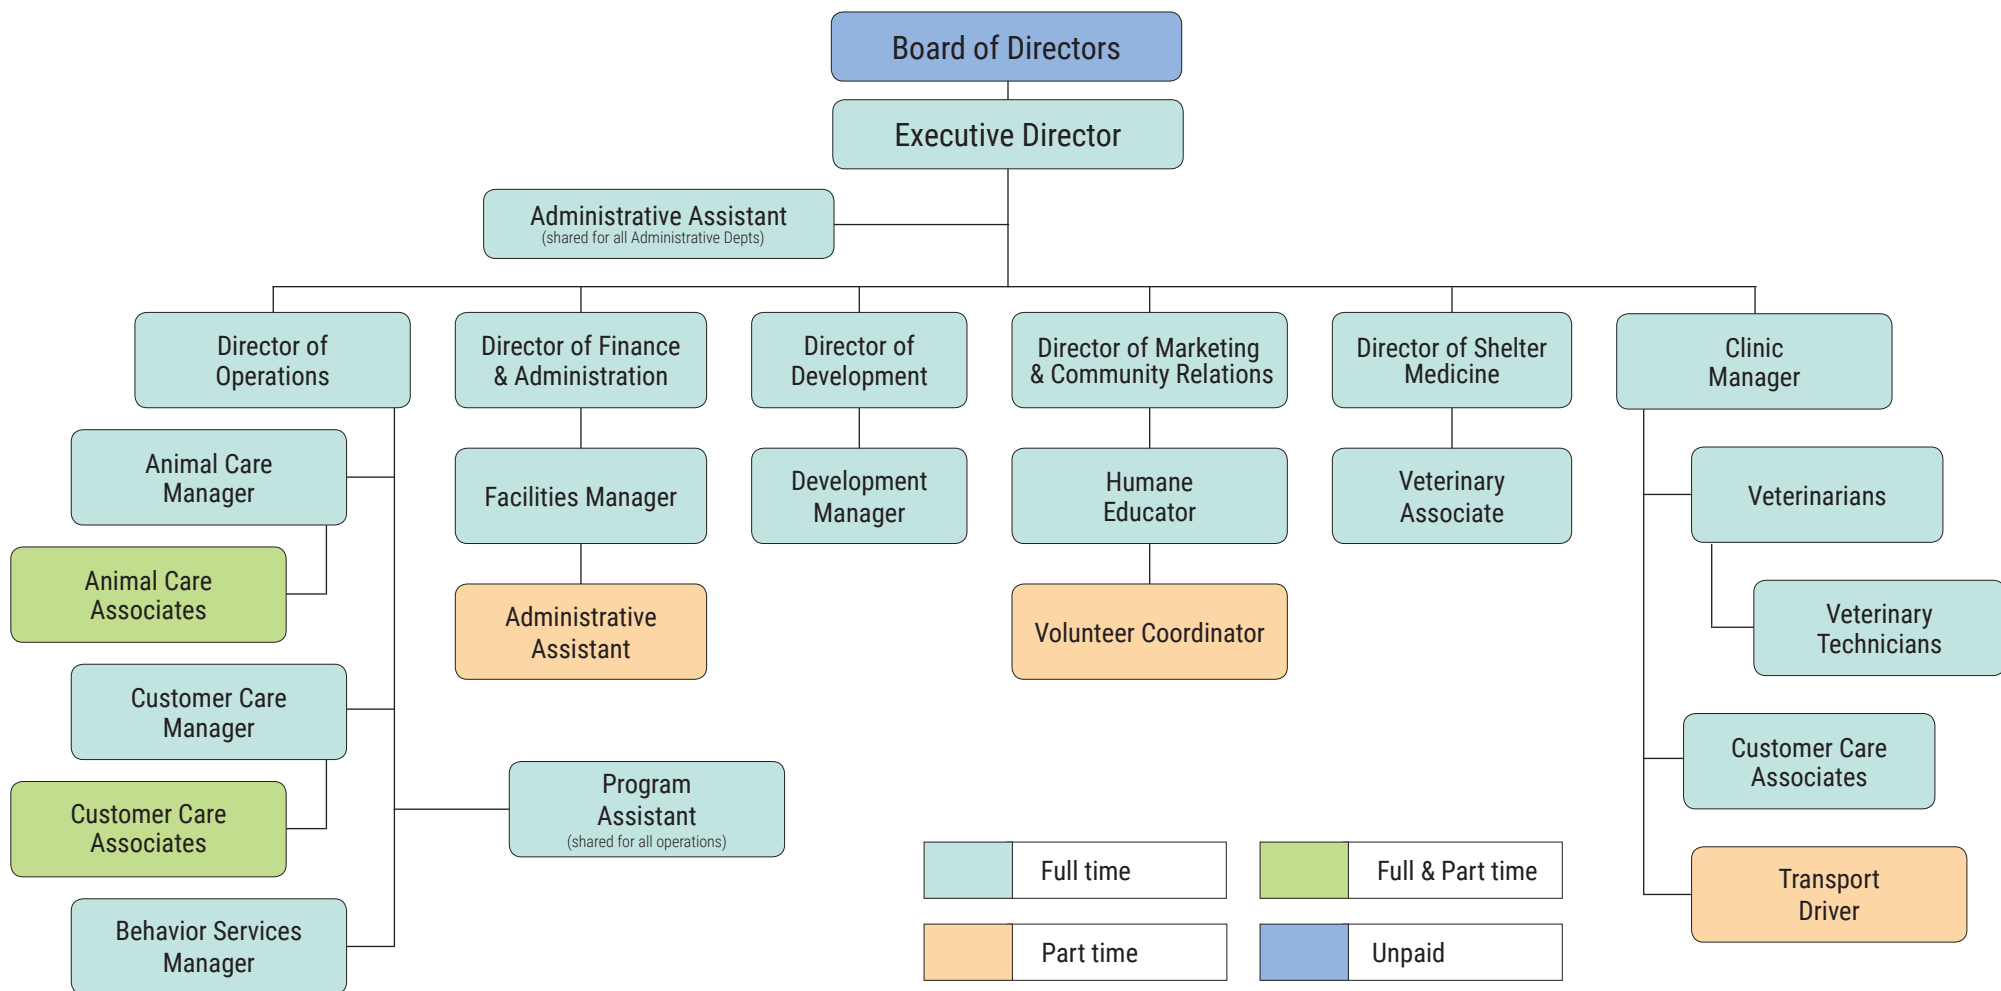 Board of Directors
Executive Director
Administrative Assistant
(shared for all Administrative Depts)
Director of
Operations
Director of Finance
& Administration
Director of
Development
Director of Marketing
& Community Relations
Director of Shelter
Medicine
Clinic
Manager
Animal Care
Manager
Animal Care
Associates
Customer Care
Manager
Customer Care
Associates
Behavior Services
Manager
Program
Assistant
(shared for all operations)
Facilities Manager
Administrative
Assistant
Development
Manager
Humane
Educator
Volunteer Coordinator
Veterinary
Associate
Veterinarians
Veterinary
Technicians
Customer Care
Associates
Transport
Driver
Full time
Full & Part time
Part time
Unpaid